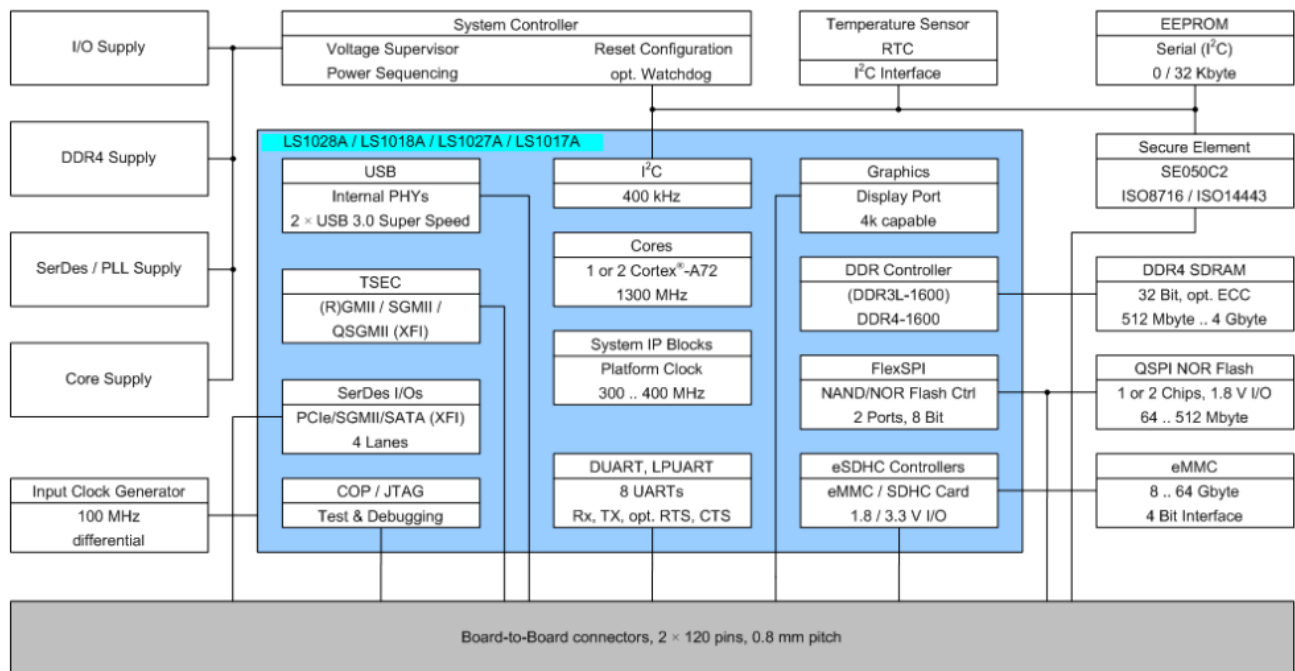 I/O Supply
System Controller
Voltage Supervisor
Reset Configuration
Power Sequencing
opt. Watchdog
Temperature Sensor
RTC
I²C Interface
EEPROM
Serial (I²C)
0 / 32 Kbyte
DDR4 Supply
SerDes / PLL Supply
Core Supply
Input Clock Generator
100 MHz
differential
LS1028A / LS1018A / LS1027A / LS1017A
USB
Internal PHYs
2 × USB 3.0 Super Speed
TSEC
(R)GMII / SGMII /
QSGMII (XFI)
SerDes I/Os
PCIe/SGMII/SATA (XFI)
4 Lanes
COP / JTAG
Test & Debugging
I²C
400 kHz
Cores
1 or 2 Cortex®-A72
1300 MHz
System IP Blocks
Platform Clock
300 .. 400 MHz
DUART, LPUART
8 UARTs
Rx, TX, opt. RTS, CTS
Graphics
Display Port
4k capable
DDR Controller
(DDR3L-1600)
DDR4-1600
FlexSPI
NAND/NOR Flash Ctrl
2 Ports, 8 Bit
eSDHC Controllers
eMMC / SDHC Card
1.8 / 3.3 V I/O
Secure Element
SE050C2
ISO8716 / ISO14443
DDR4 SDRAM
32 Bit, opt. ECC
512 Mbyte .. 4 Gbyte
QSPI NOR Flash
1 or 2 Chips, 1.8 V I/O
64 .. 512 Mbyte
eMMC
8 .. 64 Gbyte
4 Bit Interface
Board-to-Board connectors, 2 × 120 pins, 0.8 mm pitch